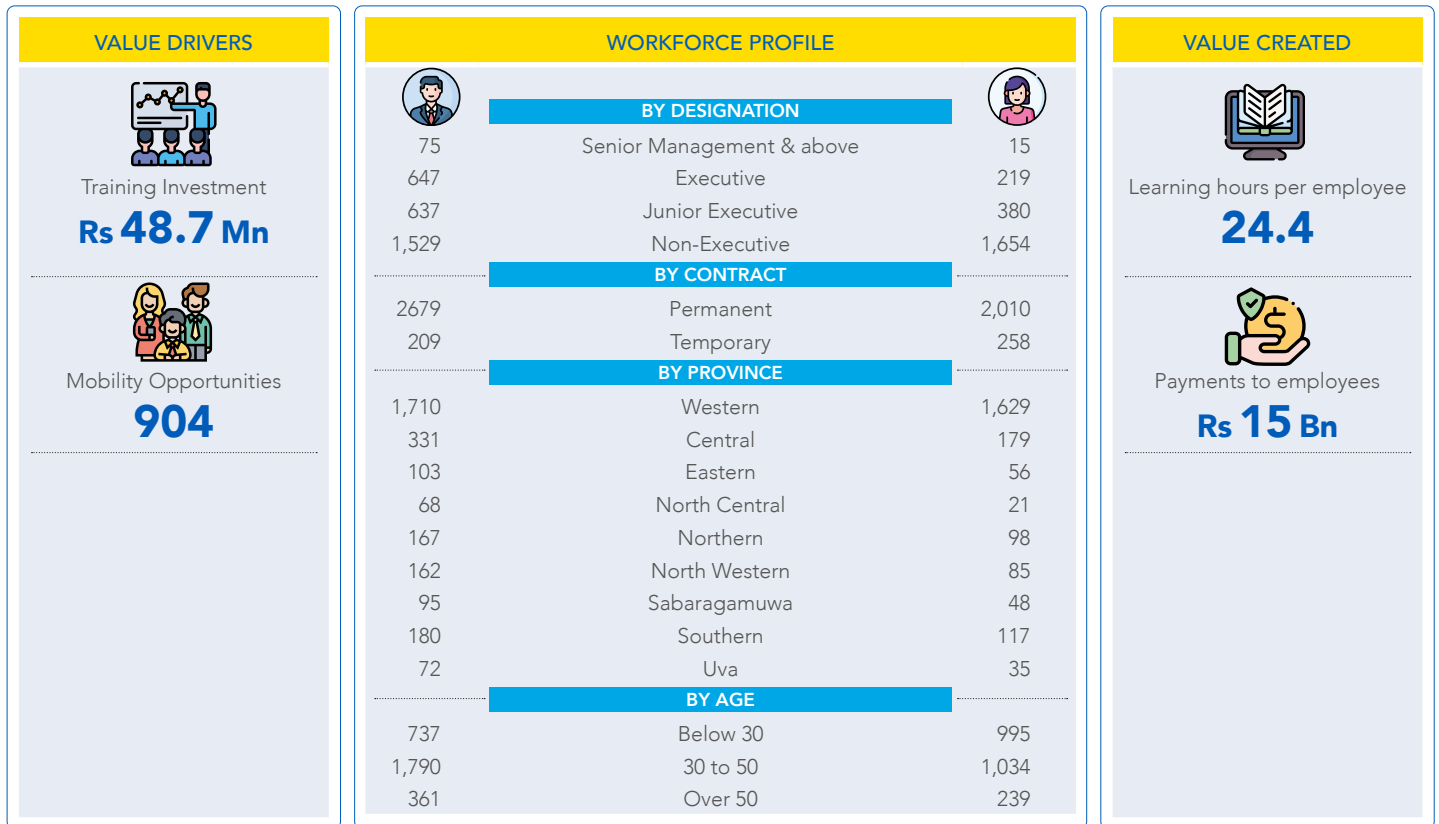 VALUE DRIVERS
Training Investment
Rs 48.7 Mn
Mobility Opportunities
904
WORKFORCE PROFILE
BY DESIGNATION
75 Senior Management & above 15
647 Executive 219
637 Junior Executive 380
1,529 Non-Executive 1,654
BY CONTRACT
2679 Permanent 2,010
209 Temporary 258
BY PROVINCE
1,710 Western 1,629
331 Central 179
103 Eastern 56
68 North Central 21
167 Northern 98
162 North Western 85
95 Sabaragamuwa 48
180 Southern 117
72 Uva 35
BY AGE
737 Below 30 995
1,790 30 to 50 1,034
361 Over 50 239
VALUE CREATED
Learning hours per employee
24.4
Payments to employees
Rs 15 Bn